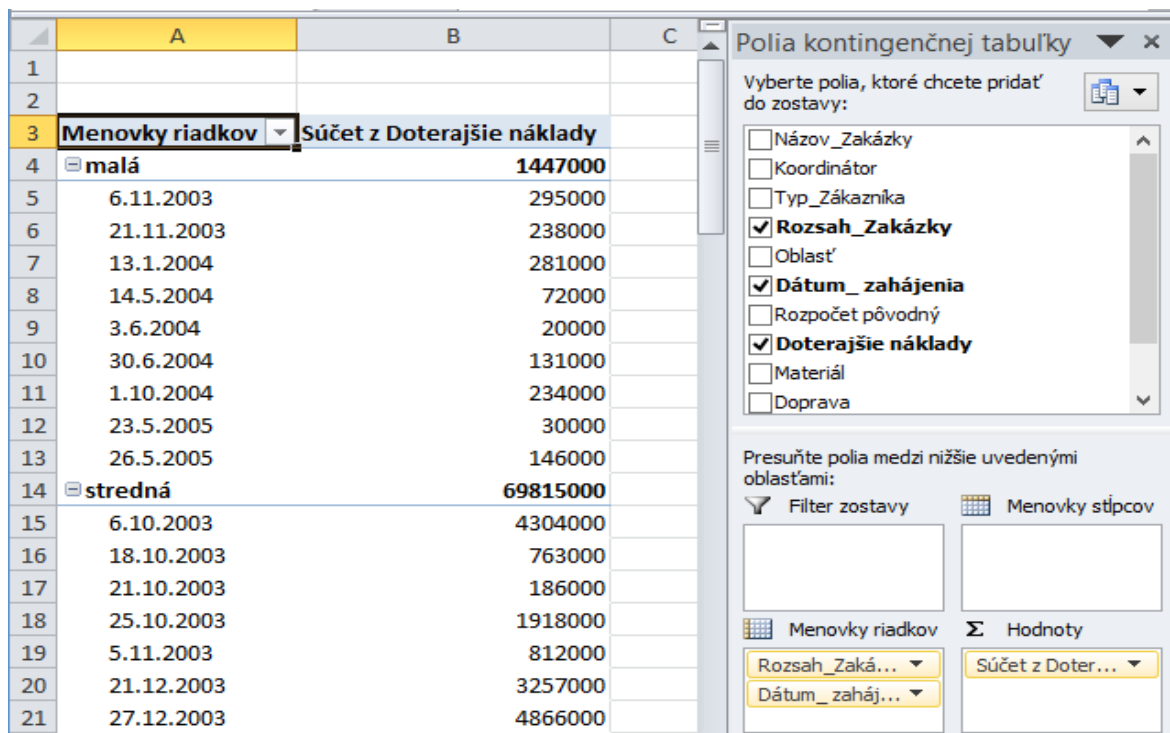 A B C
1
2
3 Menovky riadkov Súčet z Doterajšie náklady
4 malá 1447000
5 6.11.2003 295000
6 21.11.2003 238000
7 13.1.2004 281000
8 14.5.2004 72000
9 3.6.2004 20000
10 30.6.2004 131000
11 1.10.2004 234000
12 23.5.2005 30000
13 26.5.2005 146000
14 stredná 69815000
15 6.10.2003 4304000
16 18.10.2003 763000
17 21.10.2003 186000
18 25.10.2003 1918000
19 5.11.2003 812000
20 21.12.2003 3257000
21 27.12.2003 4866000
Polia kontingenčnej tabuľky
Vyberte polia, ktoré chcete pridať
do zostavy:
Názov_Zakázky
Koordinátor
Typ_Zákazníka
Rozsah_Zakázky
Oblasť
Dátum_ zahájenia
Rozpočet pôvodný
Doterajšie náklady
Materiál
Doprava
Presuňte polia medzi nižšie uvedenými
oblasťami:
Filter zostavy Menovky stĺpcov
Menovky riadkov Σ Hodnoty
Rozsah_Zaká... Súčet z Doter...
Dátum_ zaháj...